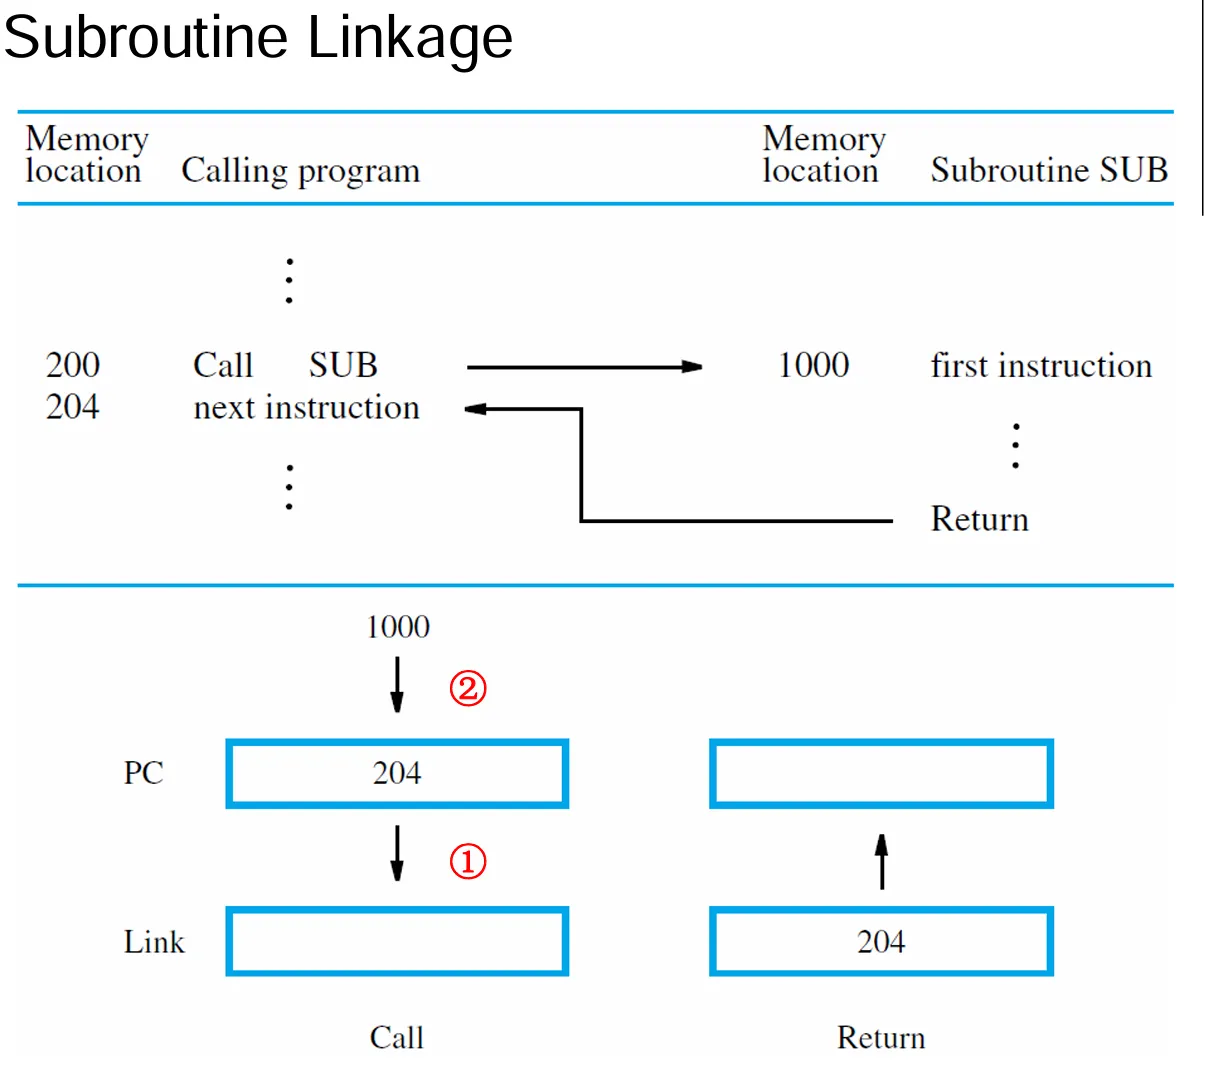 Subroutine Linkage
Memory location Calling program Memory location Subroutine SUB
200 Call SUB 1000 first instruction
204 next instruction
Return
1000
②
PC 204
①
Link 204
Call Return